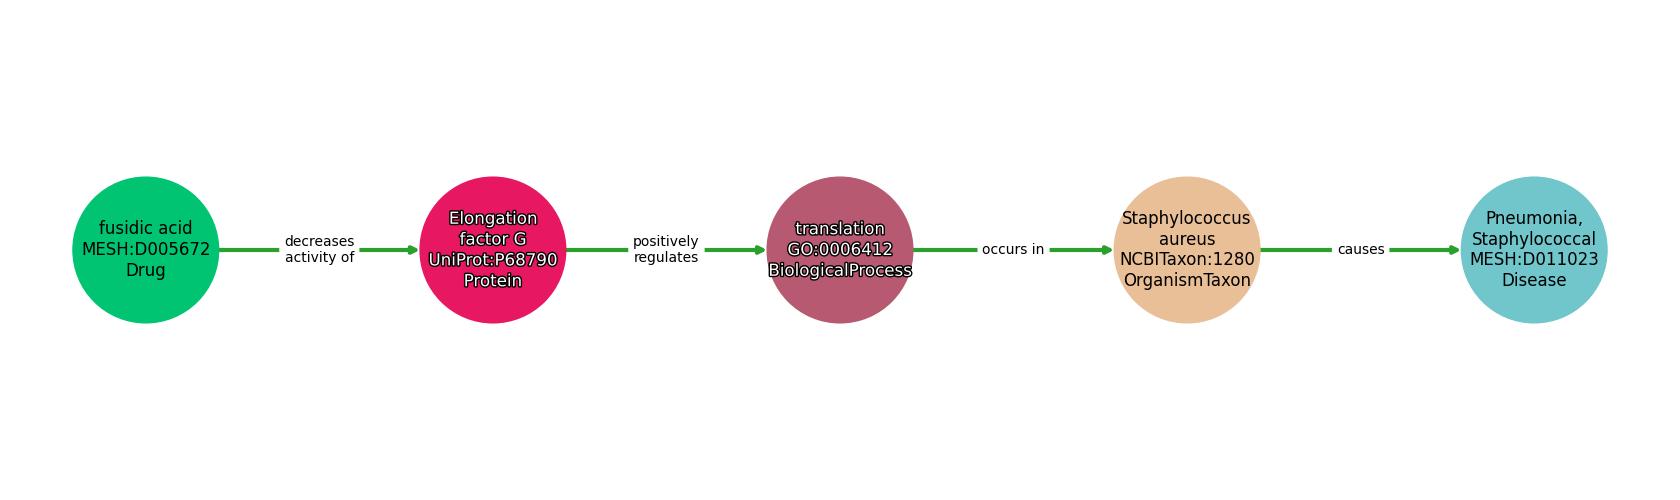 fusidic acid
MESH:D005672
Drug
decreases
activity of
Elongation
factor G
UniProt:P68790
Protein
positively
regulates
translation
GO:0006412
BiologicalProcess
occurs in
Staphylococcus
aureus
NCBITaxon:1280
OrganismTaxon
causes
Pneumonia,
Staphylococcal
MESH:D011023
Disease